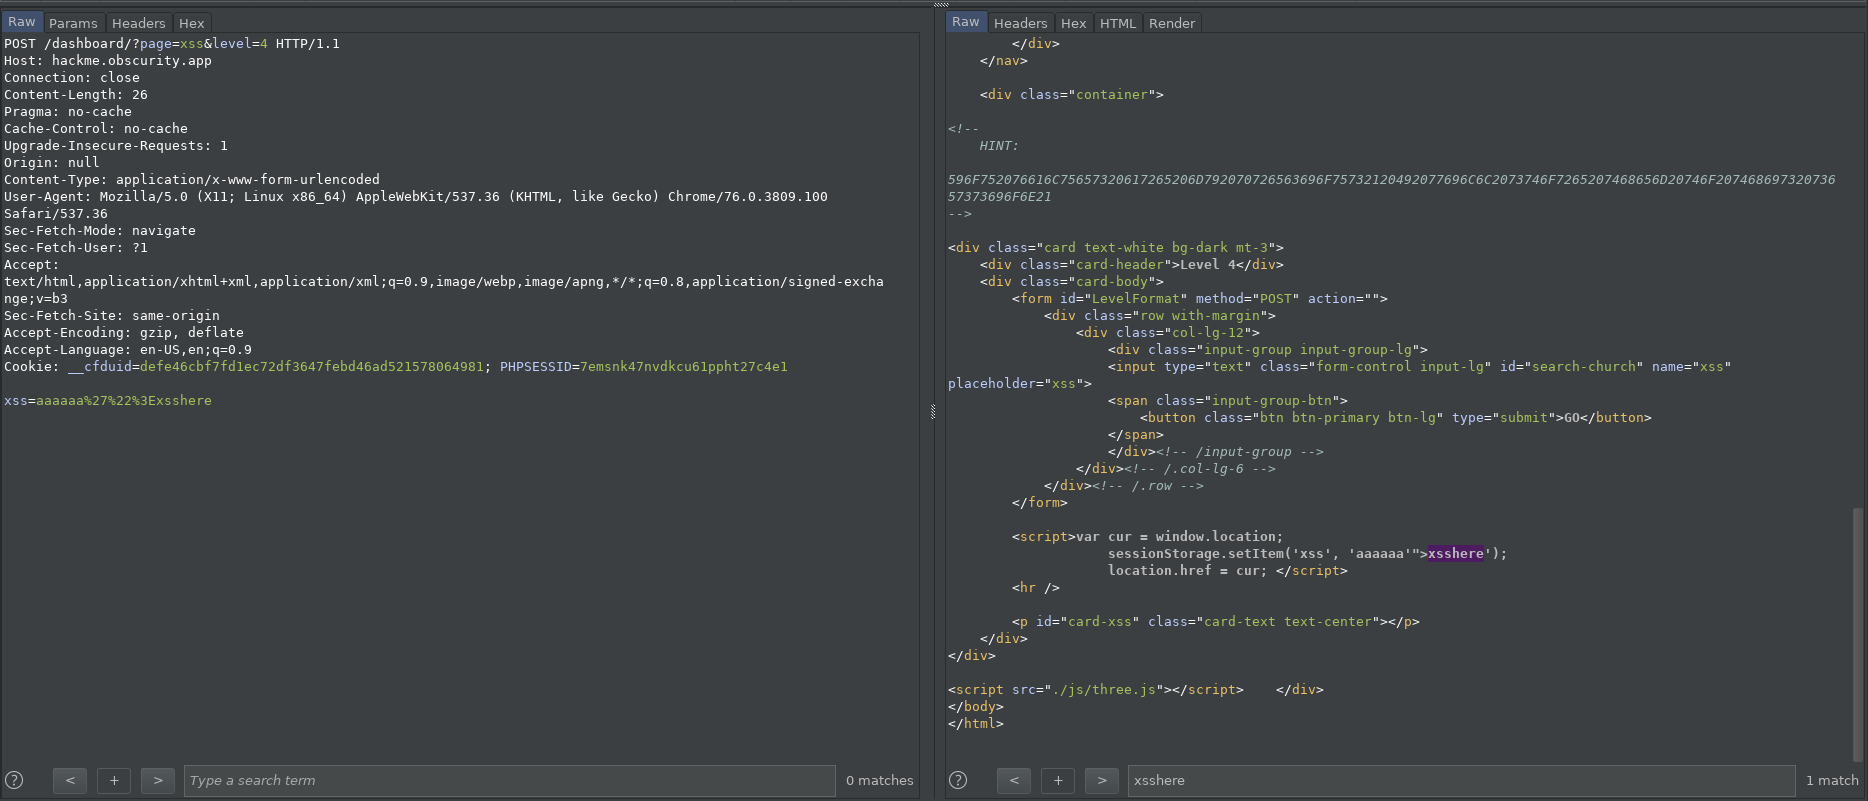 Raw Params Headers Hex
POST /dashboard/?page=xss&level=4 HTTP/1.1
Host: hackme.obscurity.app
Connection: close
Content-Length: 26
Pragma: no-cache
Cache-Control: no-cache
Upgrade-Insecure-Requests: 1
Origin: null
Content-Type: application/x-www-form-urlencoded
User-Agent: Mozilla/5.0 (X11; Linux x86_64) AppleWebKit/537.36 (KHTML, like Gecko) Chrome/76.0.3809.100
Safari/537.36
Sec-Fetch-Mode: navigate
Sec-Fetch-User: ?1
Accept:
text/html,application/xhtml+xml,application/xml;q=0.9,image/webp,image/apng,*/*;q=0.8,application/signed-excha
nge;v=b3
Sec-Fetch-Site: same-origin
Accept-Encoding: gzip, deflate
Accept-Language: en-US,en;q=0.9
Cookie: __cfduid=defe46cbf7fd1ec72df3647febd46ad521578064981; PHPSESSID=7emsnk47nvdkcu61ppht27c4e1
xss=aaaaaa%27%22%3Exsshere
? < + > Type a search term 0 matches
Raw Headers Hex HTML Render
</div>
</nav>
<div class="container">
<!--
HINT:
596F752076616C75657320617265206D792070726563696F75732120492077696C6C2073746F7265207468656D20746F207468697320736
57373696F6E21
-->
<div class="card text-white bg-dark mt-3">
<div class="card-header">Level 4</div>
<div class="card-body">
<form id="LevelFormat" method="POST" action="">
<div class="row with-margin">
<div class="col-lg-12">
<div class="input-group input-group-lg">
<input type="text" class="form-control input-lg" id="search-church" name="xss"
placeholder="xss">
<span class="input-group-btn">
<button class="btn btn-primary btn-lg" type="submit">GO</button>
</span>
</div><!-- /input-group -->
</div><!-- /.col-lg-6 -->
</div><!-- /.row -->
</form>
<script>var cur = window.location;
sessionStorage.setItem('xss', 'aaaaaa'">xsshere');
location.href = cur; </script>
<hr />
<p id="card-xss" class="card-text text-center"></p>
</div>
</div>
<script src="./js/three.js"></script> </div>
</body>
</html>
? < + > xsshere 1 match